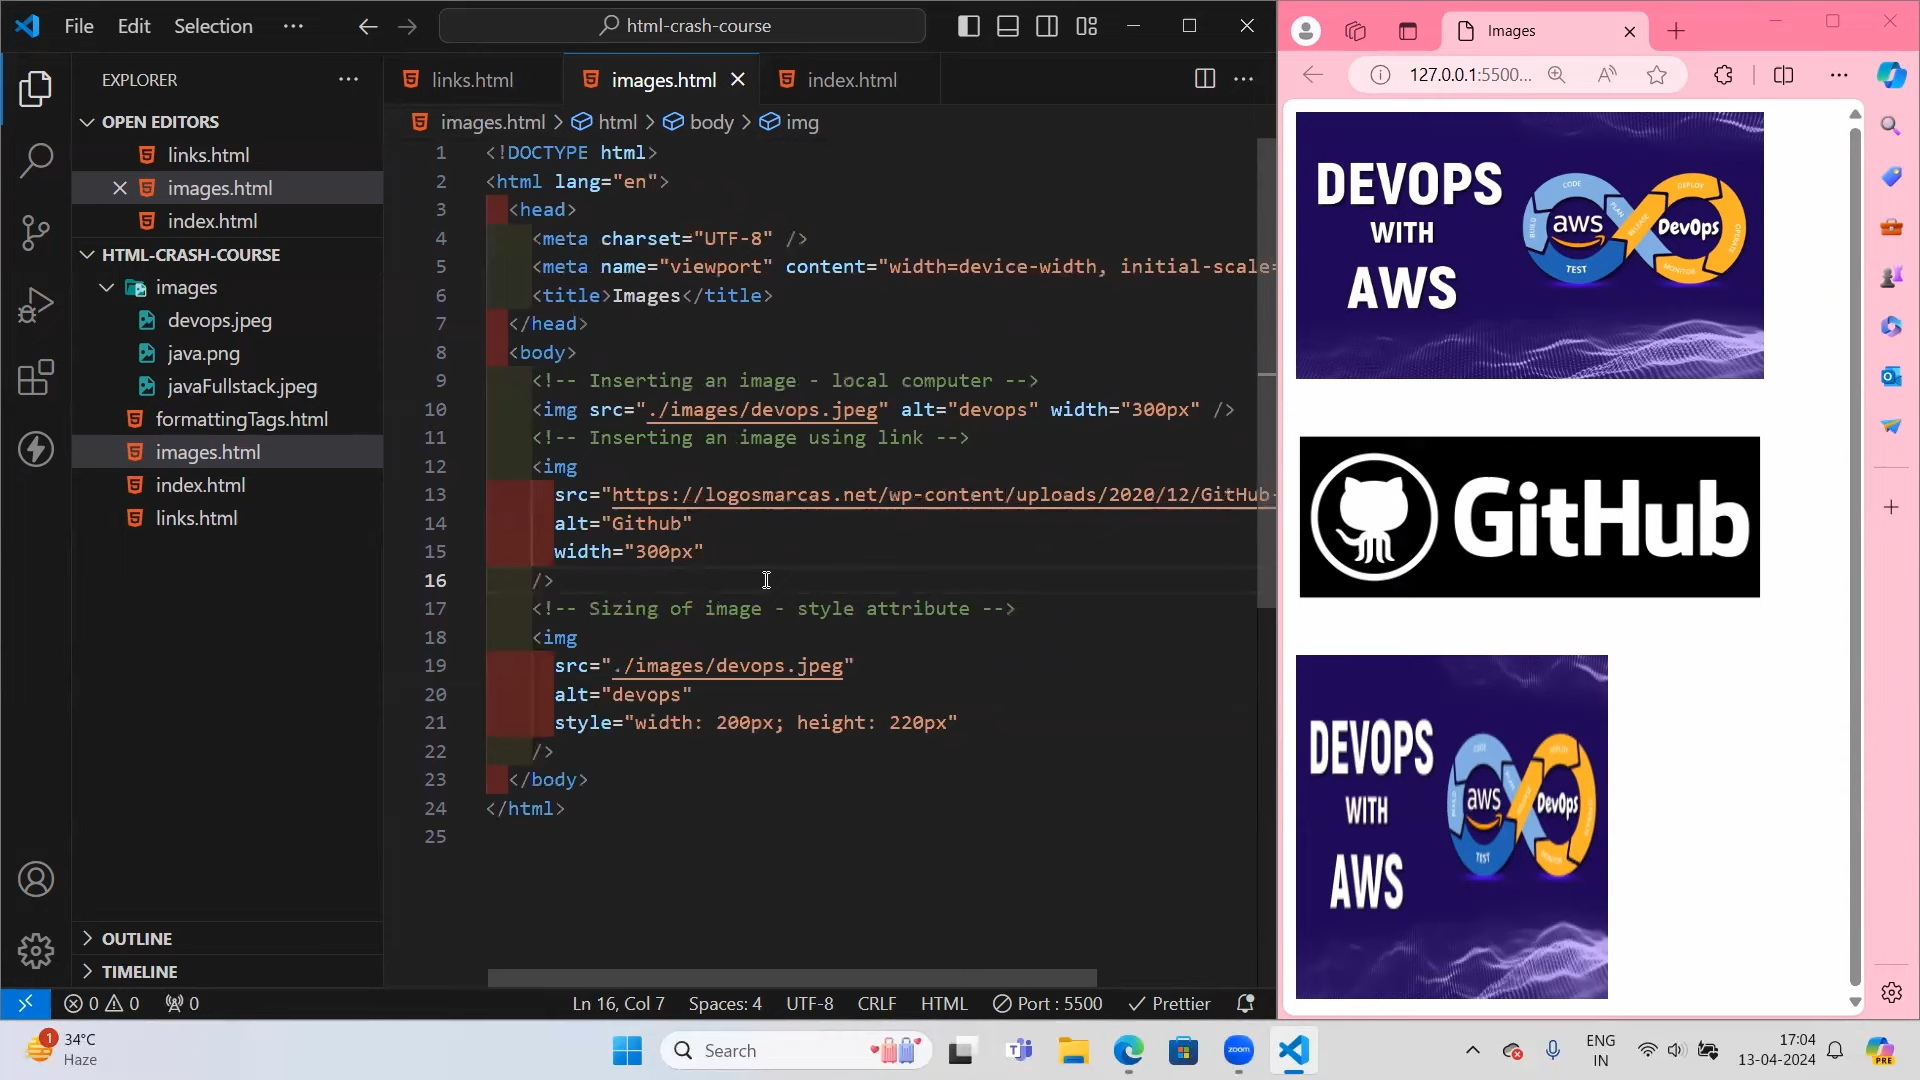 File Edit Selection ··· html-crash-course
EXPLORER
OPEN EDITORS
links.html
images.html
index.html
HTML-CRASH-COURSE
images
devops.jpeg
java.png
javaFullstack.jpeg
formattingTags.html
images.html
index.html
links.html
OUTLINE
TIMELINE
links.html images.html index.html
images.html > html > body > img
1 <!DOCTYPE html>
2 <html lang="en">
3 <head>
4 <meta charset="UTF-8" />
5 <meta name="viewport" content="width=device-width, initial-scale=
6 <title>Images</title>
7 </head>
8 <body>
9 <!-- Inserting an image - local computer -->
10 <img src="./images/devops.jpeg" alt="devops" width="300px" />
11 <!-- Inserting an image using link -->
12 <img
13 src="https://logosmarcas.net/wp-content/uploads/2020/12/GitHub-
14 alt="Github"
15 width="300px"
16 />
17 <!-- Sizing of image - style attribute -->
18 <img
19 src="./images/devops.jpeg"
20 alt="devops"
21 style="width: 200px; height: 220px"
22 />
23 </body>
24 </html>
25
0 0 0 Ln 16, Col 7 Spaces: 4 UTF-8 CRLF HTML Port : 5500 Prettier
Images
127.0.0.1:5500...
DEVOPS
WITH
AWS
CODE
BUILD
PLAN
TEST
RELEASE
DEPLOY
OPERATE
MONITOR
aws
DevOps
GitHub
DEVOPS
WITH
AWS
aws
DevOps
TEST
1
34°C
Haze
Search
zoom
ENG
IN
17:04
13-04-2024
PRE